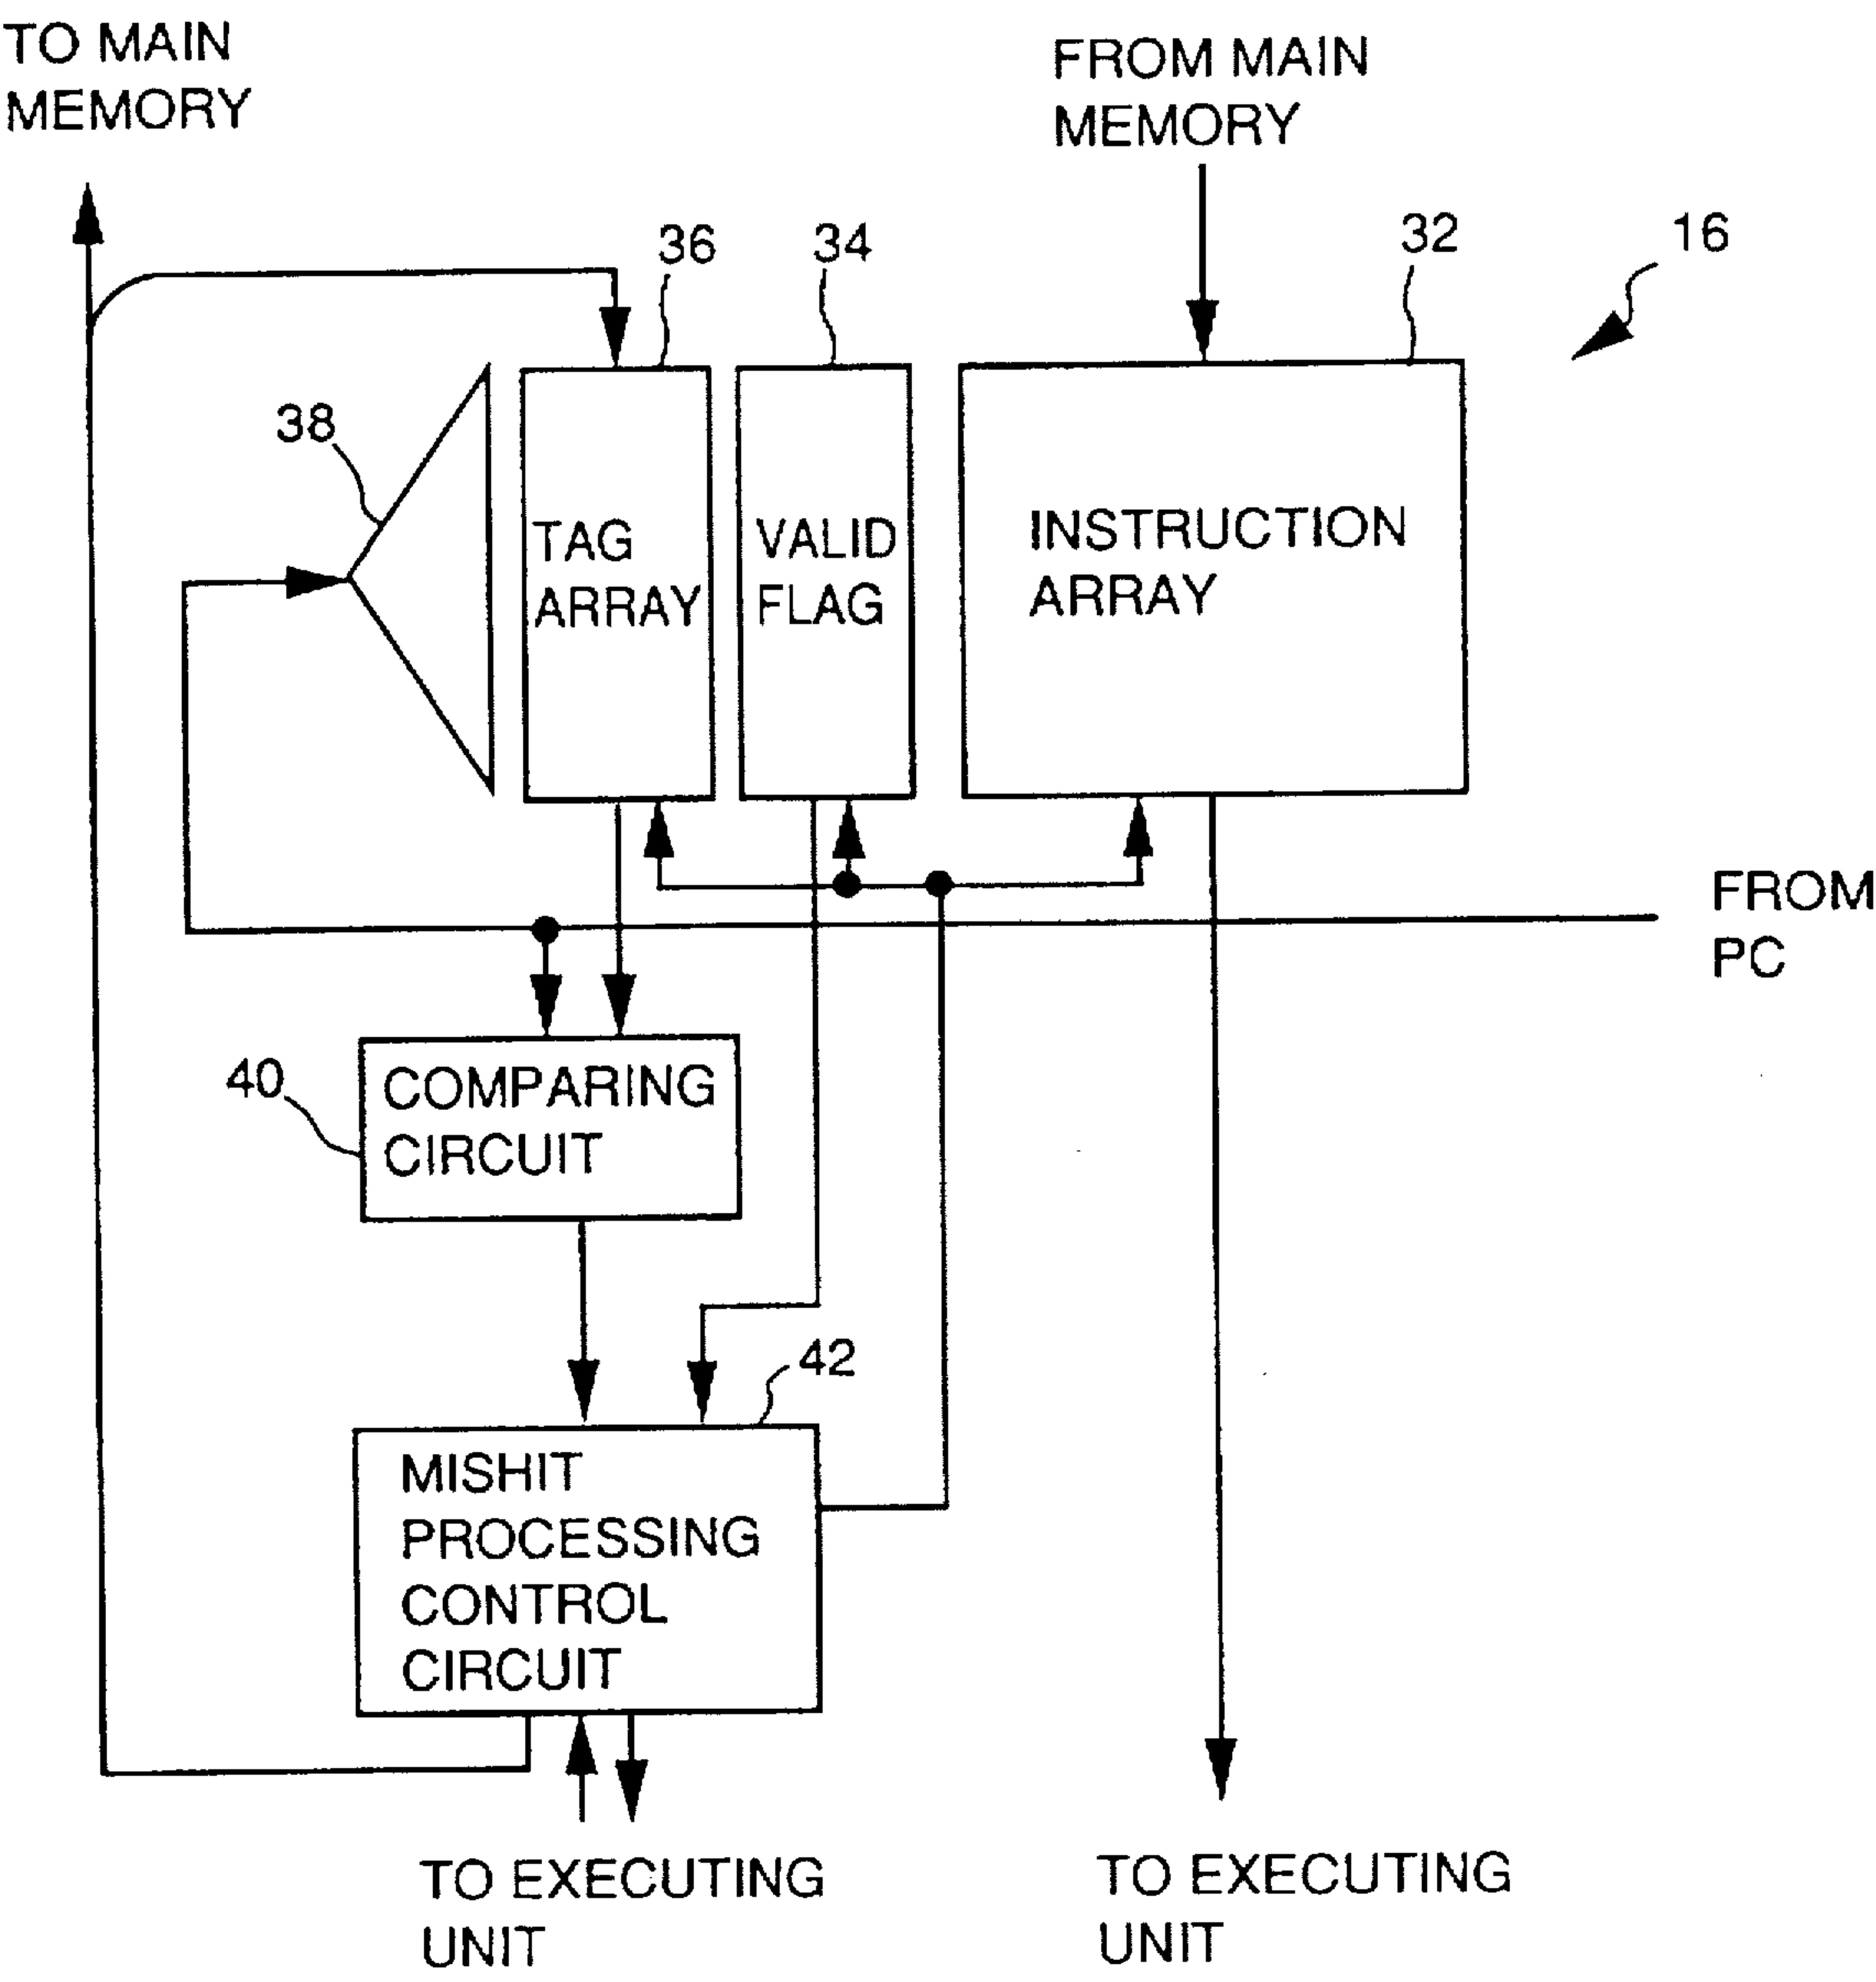 TO MAIN
MEMORY
FROM MAIN
MEMORY
36
34
32
16
38
TAG
ARRAY
VALID
FLAG
INSTRUCTION
ARRAY
FROM
PC
40
COMPARING
CIRCUIT
42
MISHIT
PROCESSING
CONTROL
CIRCUIT
TO EXECUTING
UNIT
TO EXECUTING
UNIT